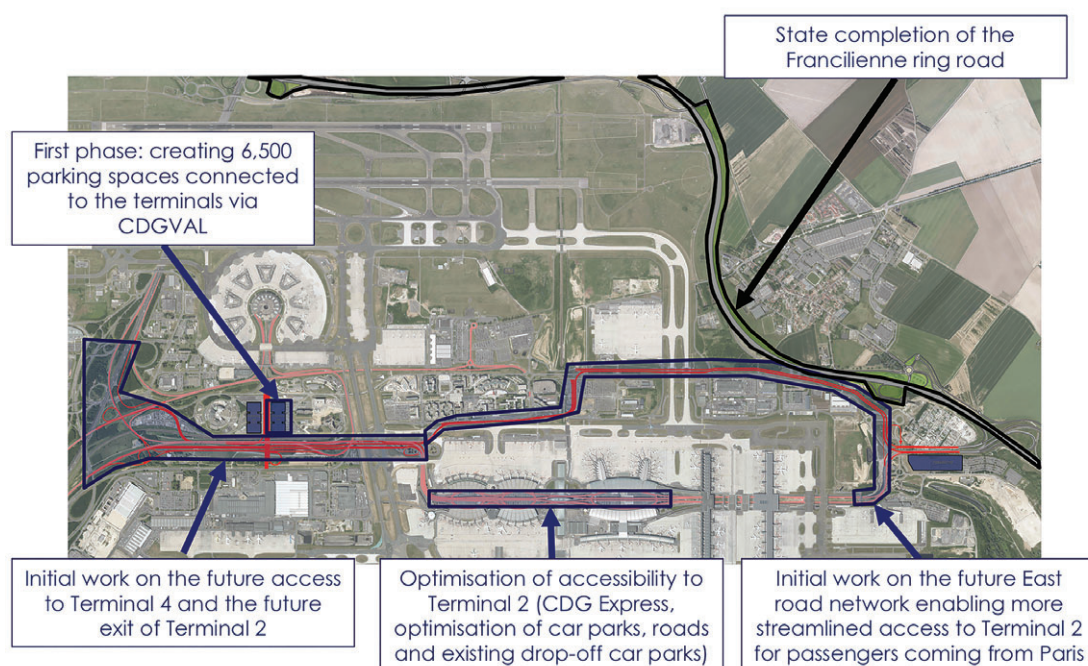 State completion of the
Francilienne ring road
First phase: creating 6,500
parking spaces connected
to the terminals via
CDGVAL
Initial work on the future access
to Terminal 4 and the future
exit of Terminal 2
Optimisation of accessibility to
Terminal 2 (CDG Express,
optimisation of car parks, roads
and existing drop-off car parks)
Initial work on the future East
road network enabling more
streamlined access to Terminal 2
for passengers coming from Paris